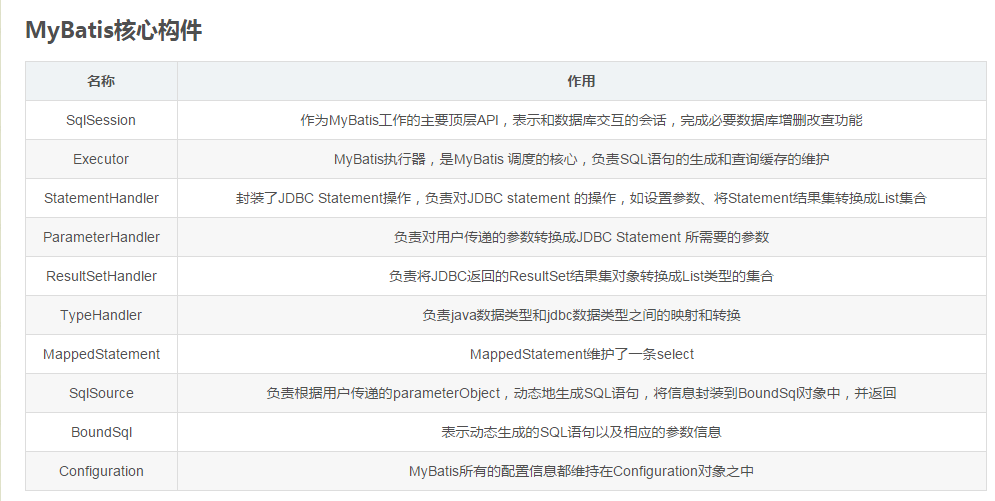 MyBatis核心构件
名称 作用
SqlSession 作为MyBatis工作的主要顶层API，表示和数据库交互的会话，完成必要数据库增删改查功能
Executor MyBatis执行器，是MyBatis 调度的核心，负责SQL语句的生成和查询缓存的维护
StatementHandler 封装了JDBC Statement操作，负责对JDBC statement 的操作，如设置参数、将Statement结果集转换成List集合
ParameterHandler 负责对用户传递的参数转换成JDBC Statement 所需要的参数
ResultSetHandler 负责将JDBC返回的ResultSet结果集对象转换成List类型的集合
TypeHandler 负责java数据类型和jdbc数据类型之间的映射和转换
MappedStatement MappedStatement维护了一条select
SqlSource 负责根据用户传递的parameterObject，动态地生成SQL语句，将信息封装到BoundSql对象中，并返回
BoundSql 表示动态生成的SQL语句以及相应的参数信息
Configuration MyBatis所有的配置信息都维持在Configuration对象之中